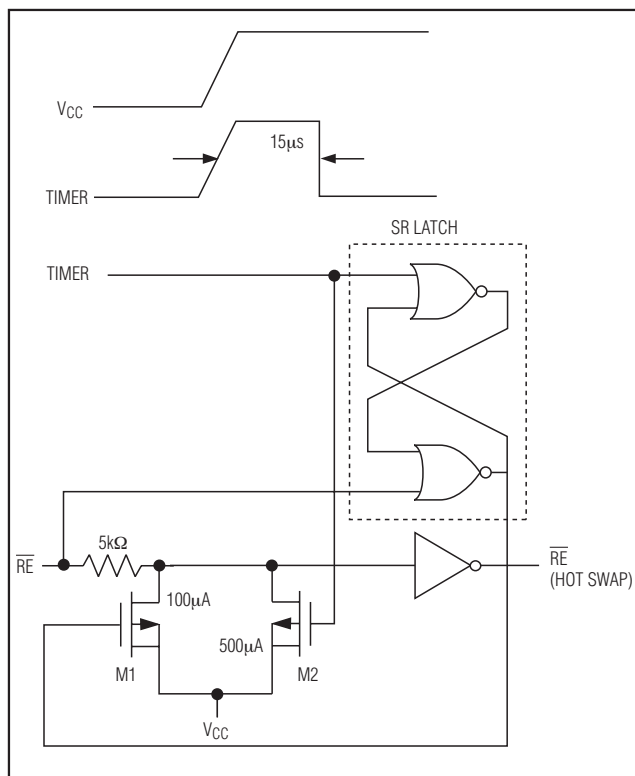 VCC
15μs
TIMER
SR LATCH
TIMER
5kΩ
RE
RE
(HOT SWAP)
100μA
500μA
M1
M2
VCC